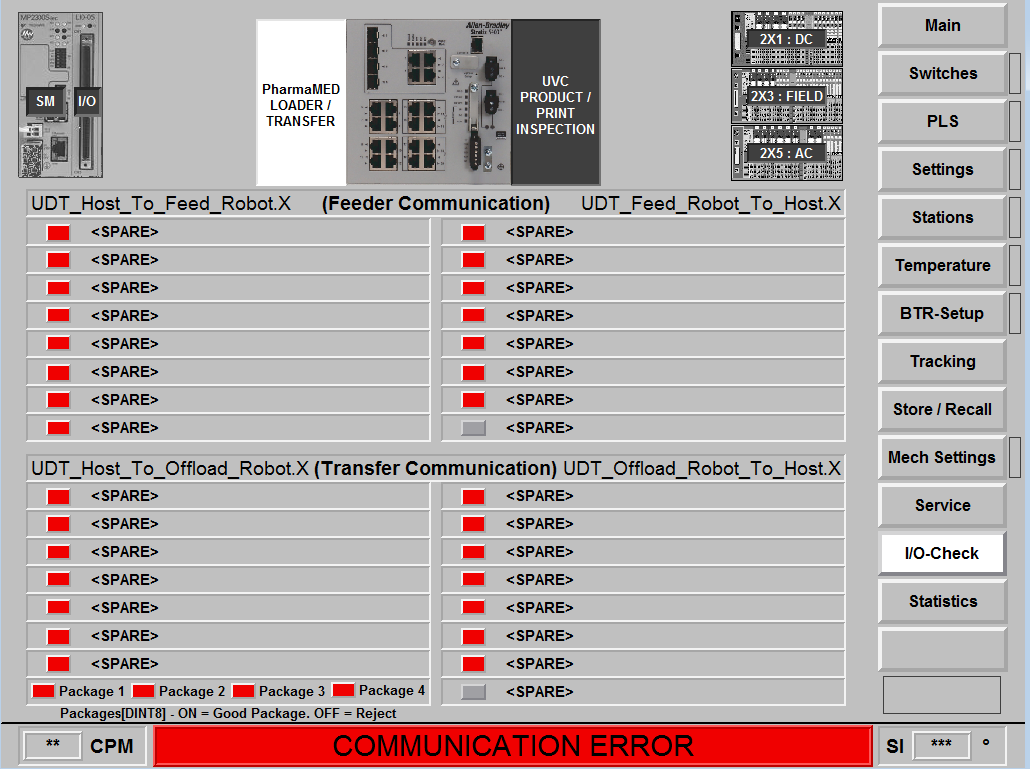 MP2300Siec LIO-05
SM
I/O
PharmaMED
LOADER /
TRANSFER
Allen-Bradley
UVC
PRODUCT /
PRINT
INSPECTION
2X1 : DC
2X3 : FIELD
2X5 : AC
UDT_Host_To_Feed_Robot.X (Feeder Communication) UDT_Feed_Robot_To_Host.X
<SPARE> <SPARE>
<SPARE> <SPARE>
<SPARE> <SPARE>
<SPARE> <SPARE>
<SPARE> <SPARE>
<SPARE> <SPARE>
<SPARE> <SPARE>
<SPARE> <SPARE>
UDT_Host_To_Offload_Robot.X (Transfer Communication) UDT_Offload_Robot_To_Host.X
<SPARE> <SPARE>
<SPARE> <SPARE>
<SPARE> <SPARE>
<SPARE> <SPARE>
<SPARE> <SPARE>
<SPARE> <SPARE>
<SPARE> <SPARE>
Package 1 Package 2 Package 3 Package 4 <SPARE>
Packages[DINT8] - ON = Good Package. OFF = Reject
Main
Switches
PLS
Settings
Stations
Temperature
BTR-Setup
Tracking
Store / Recall
Mech Settings
Service
I/O-Check
Statistics
** CPM COMMUNICATION ERROR SI *** °